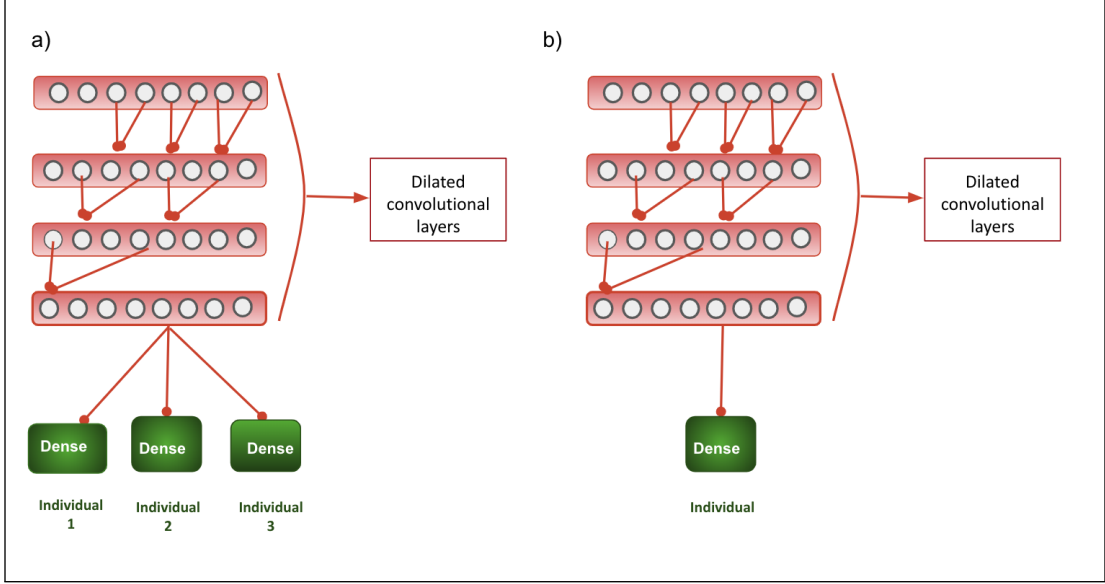 a)
Dilated
convolutional
layers
Dense
Dense
Dense
Individual
1
Individual
2
Individual
3
b)
Dilated
convolutional
layers
Dense
Individual